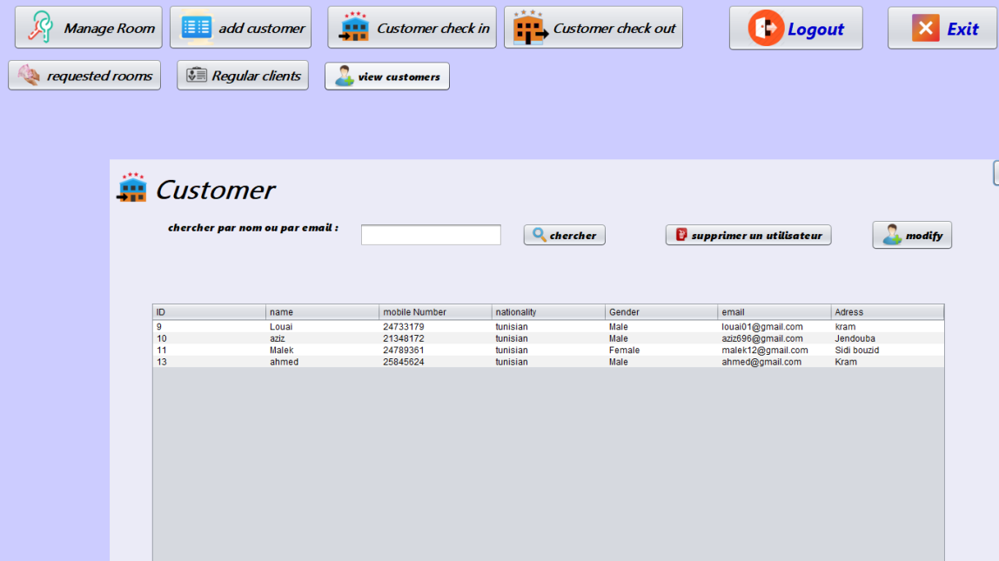 Manage Room add customer Customer check in Customer check out Logout Exit
requested rooms Regular clients view customers
Customer
chercher par nom ou par email : chercher supprimer un utilisateur modify
ID name mobile Number nationality Gender email Adress
9 Louai 24733179 tunisian Male louai01@gmail.com kram
10 aziz 21348172 tunisian Male aziz696@gmail.com Jendouba
11 Malek 24789361 tunisian Female malek12@gmail.com Sidi bouzid
13 ahmed 25845624 tunisian Male ahmed@gmail.com Kram